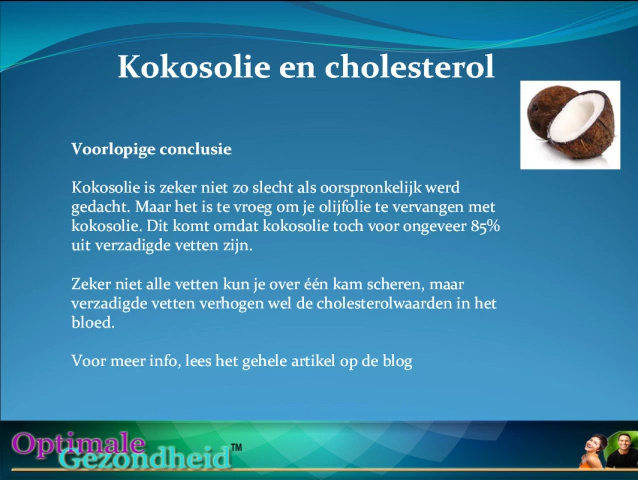 Kokosolie en cholesterol
Voorlopige conclusie
Kokosolie is zeker niet zo slecht als oorspronkelijk werd
gedacht. Maar het is te vroeg om je olijfolie te vervangen met
kokosolie. Dit komt omdat kokosolie toch voor ongeveer 85%
uit verzadigde vetten zijn.
Zeker niet alle vetten kun je over één kam scheren, maar
verzadigde vetten verhogen wel de cholesterolwaarden in het
bloed.
Voor meer info, lees het gehele artikel op de blog
Optimale
Gezondheid™